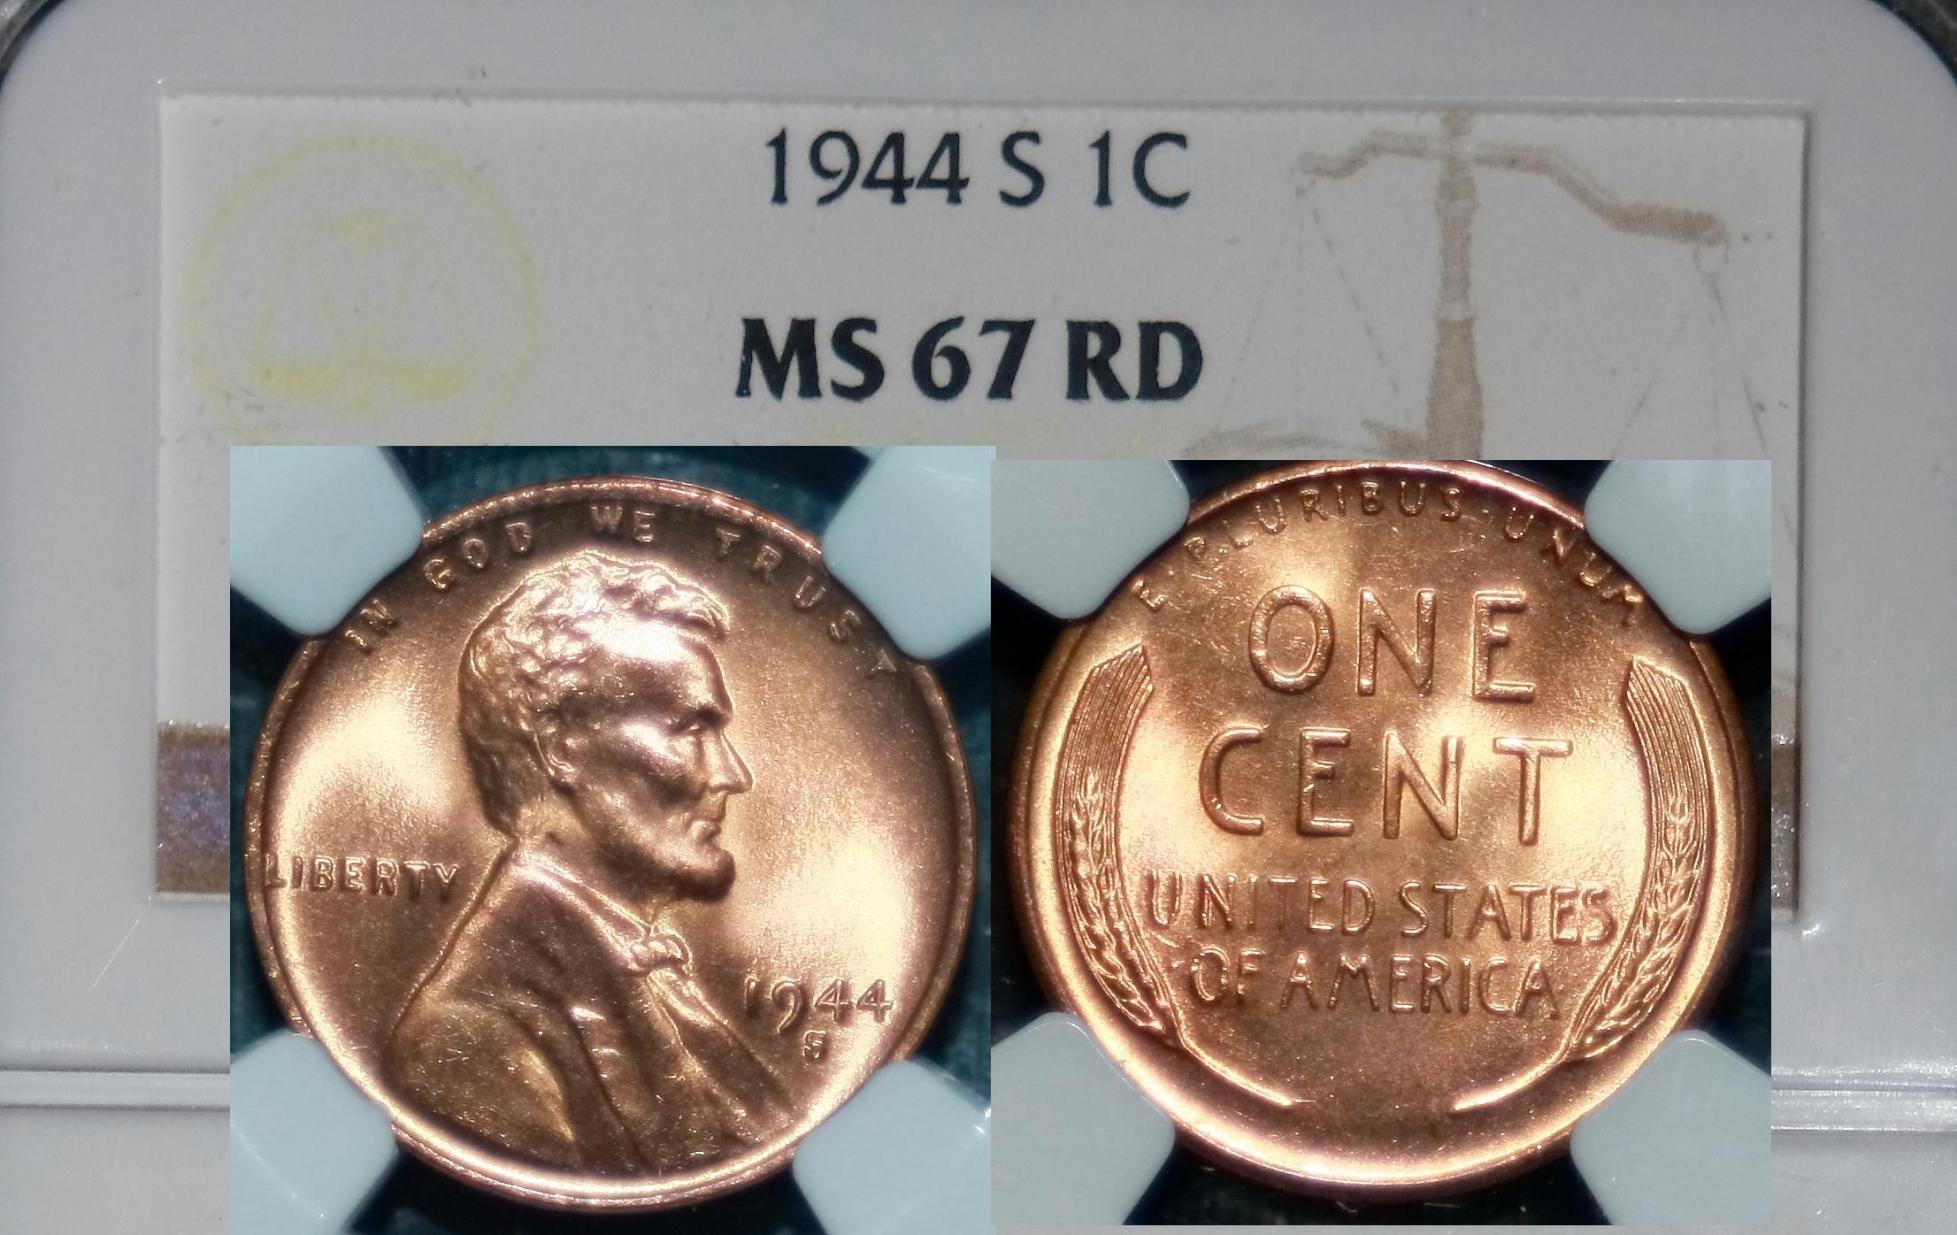 1944 S 1C
MS 67 RD
IN GOD WE TRUST
LIBERTY
1944
S
E·PLURIBUS·UNUM
ONE
CENT
UNITED STATES
OF AMERICA